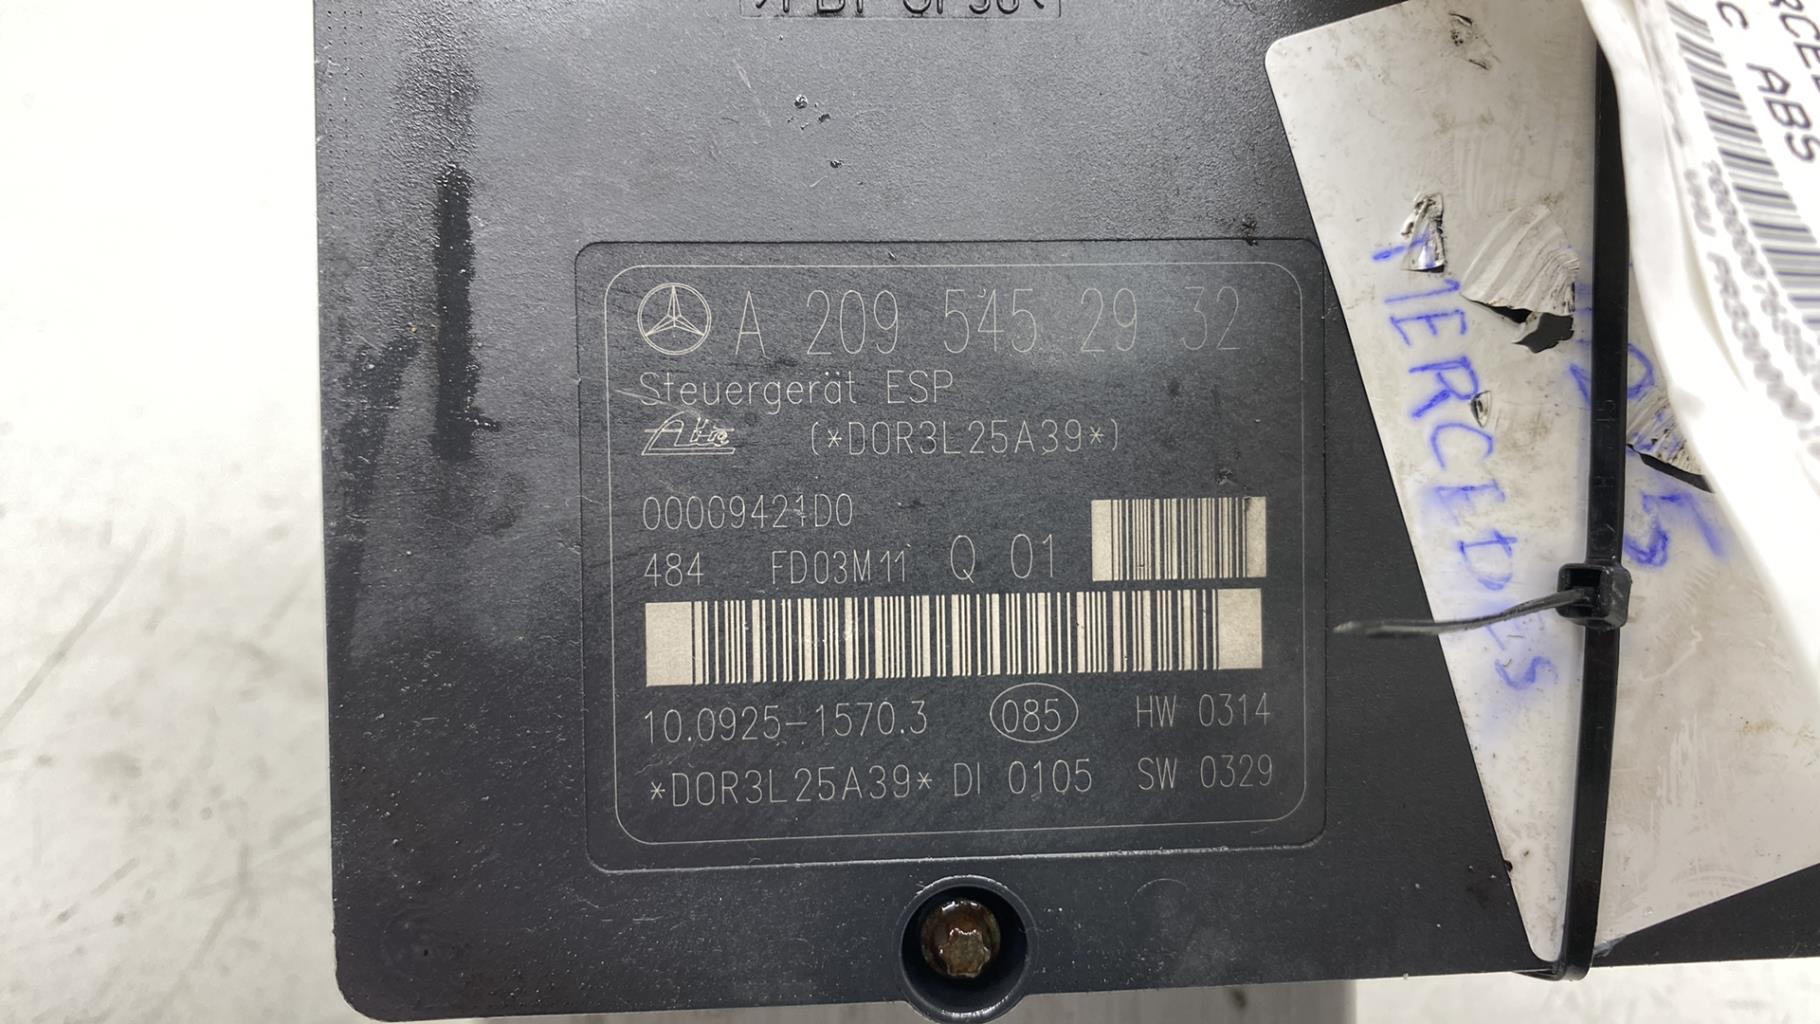 A 209 545 29 32
Steuergerät ESP
Ate (*D0R3L25A39*)
00009421D0
484 FD03M11 Q 01
10.0925-1570.3 085 HW 0314
*D0R3L25A39* DI 0105 SW 0329
MERCEDES
C ABS